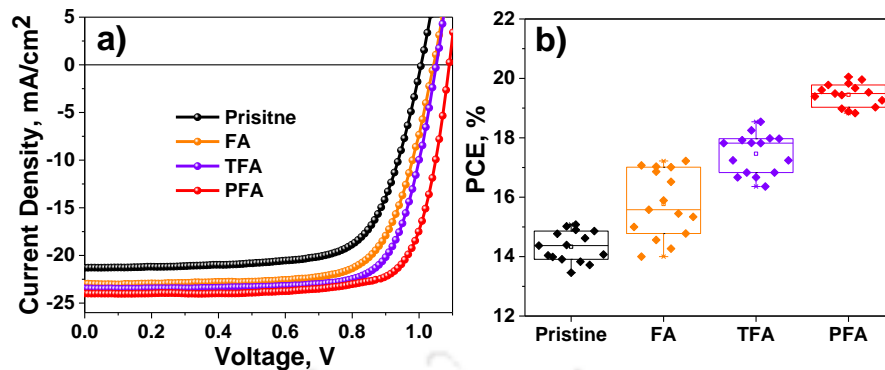 a)
Current Density, mA/cm²
5
0
-5
-10
-15
-20
-25
Prisitne
FA
TFA
PFA
0.0 0.2 0.4 0.6 0.8 1.0
Voltage, V
b)
PCE, %
22
20
18
16
14
12
Pristine FA TFA PFA